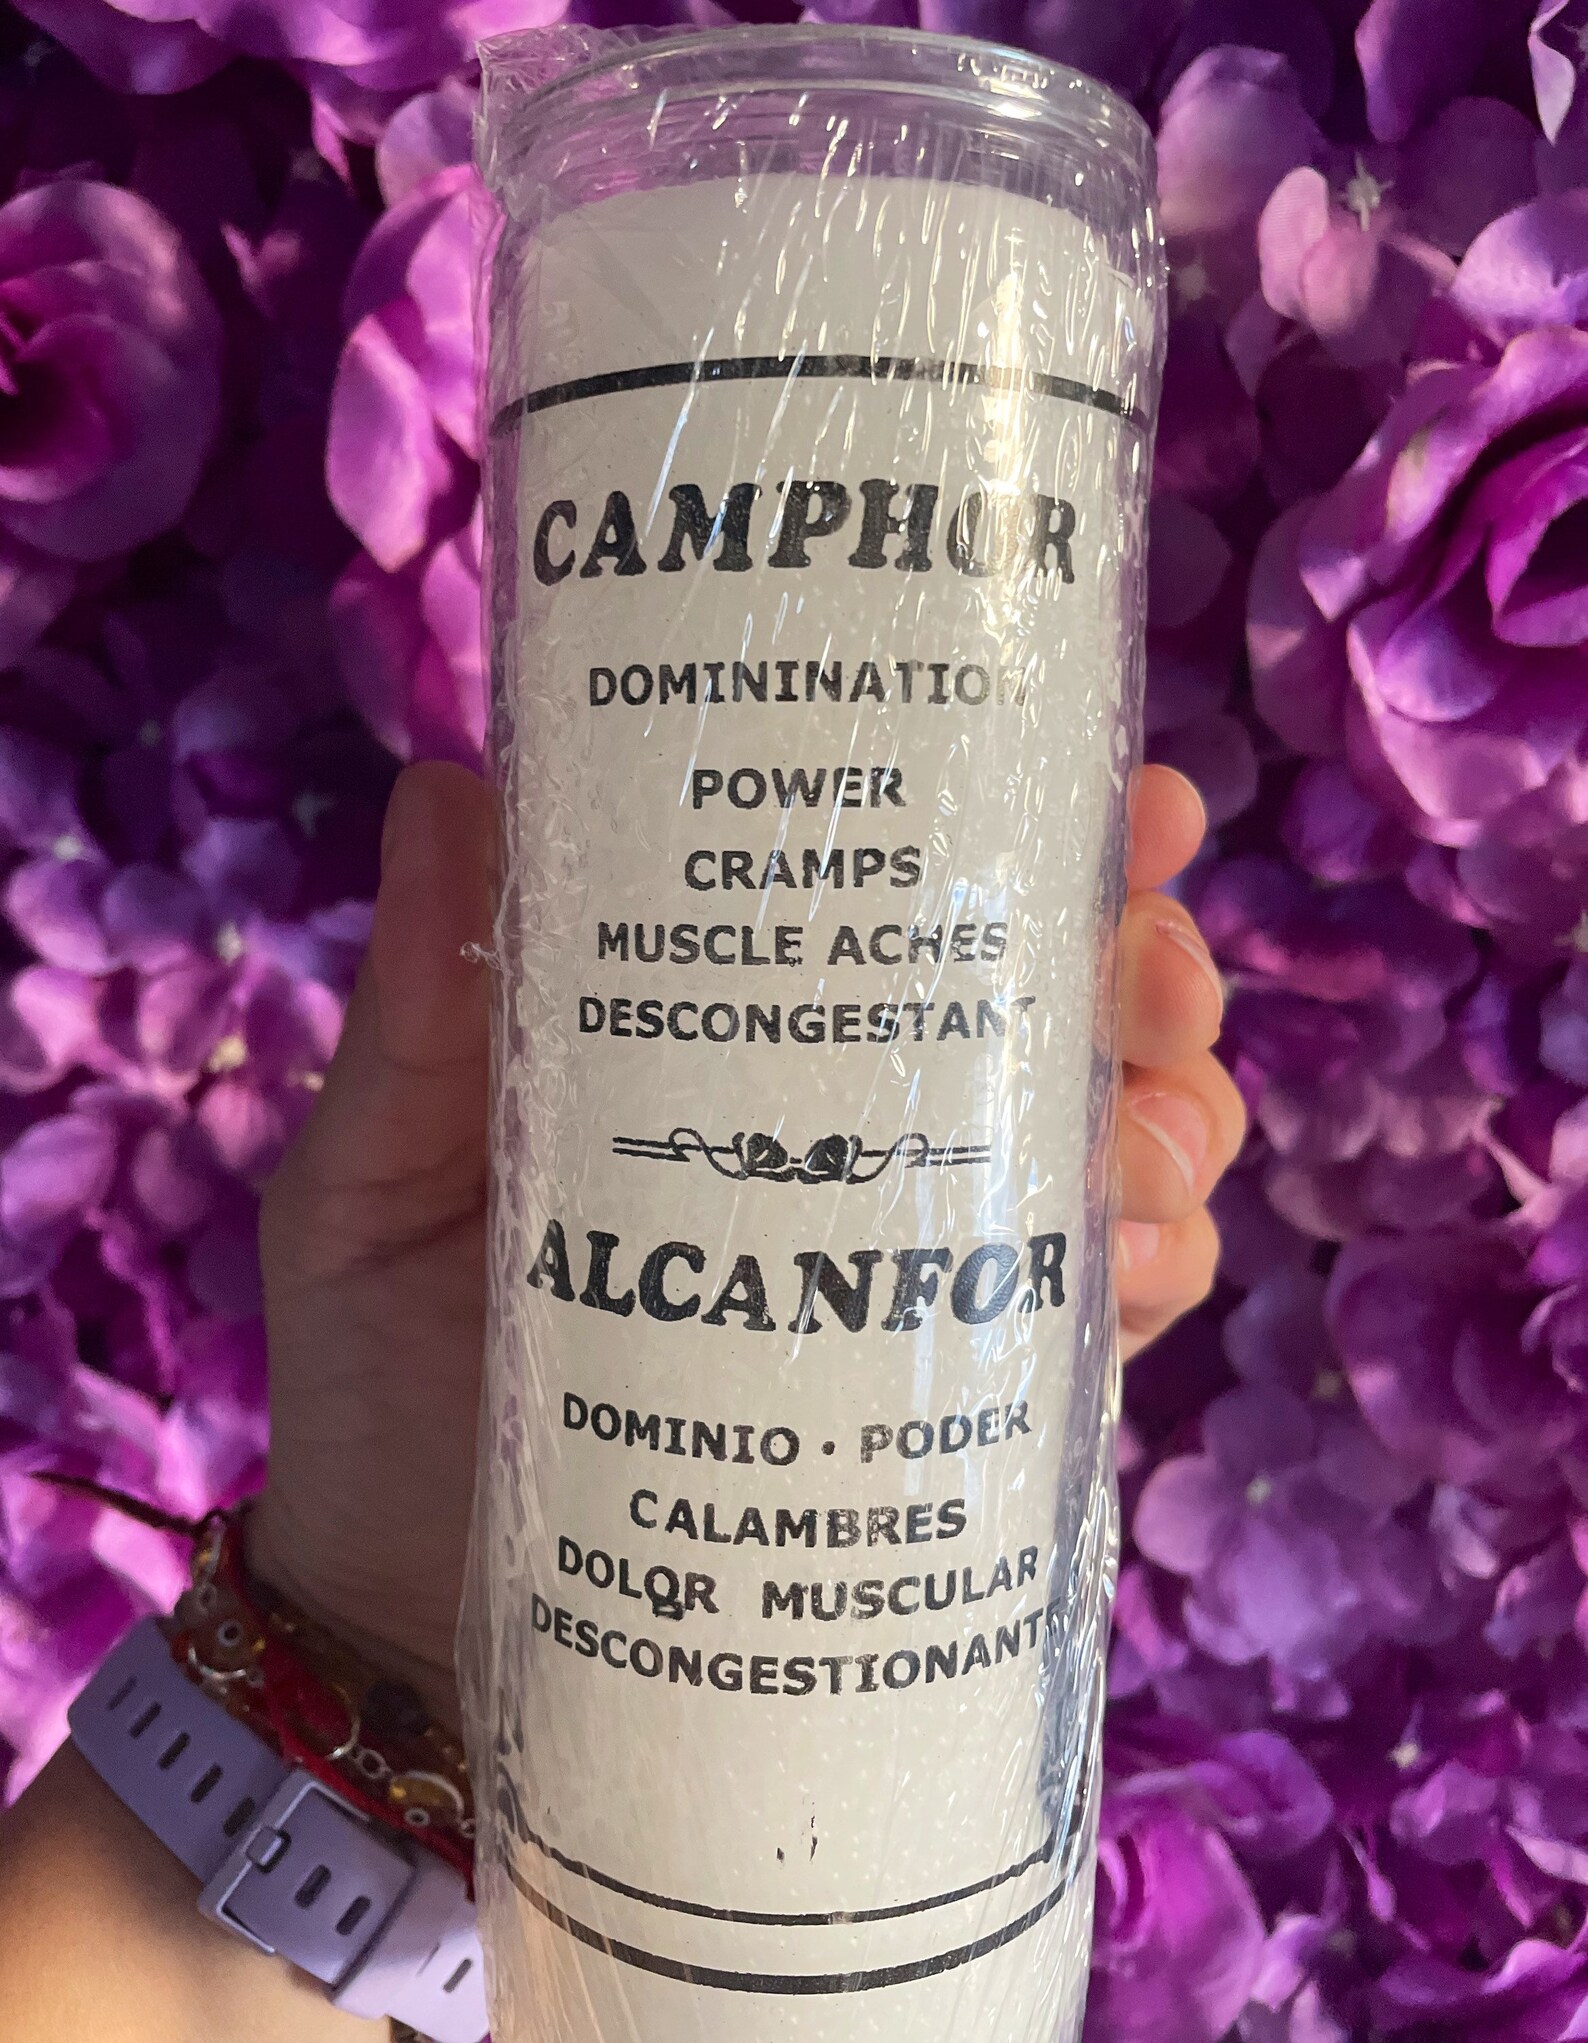 CAMPHOR
DOMININATION
POWER
CRAMPS
MUSCLE ACHES
DESCONGESTANT
ALCANFOR
DOMINIO • PODER
CALAMBRES
DOLOR MUSCULAR
DESCONGESTIONANTE